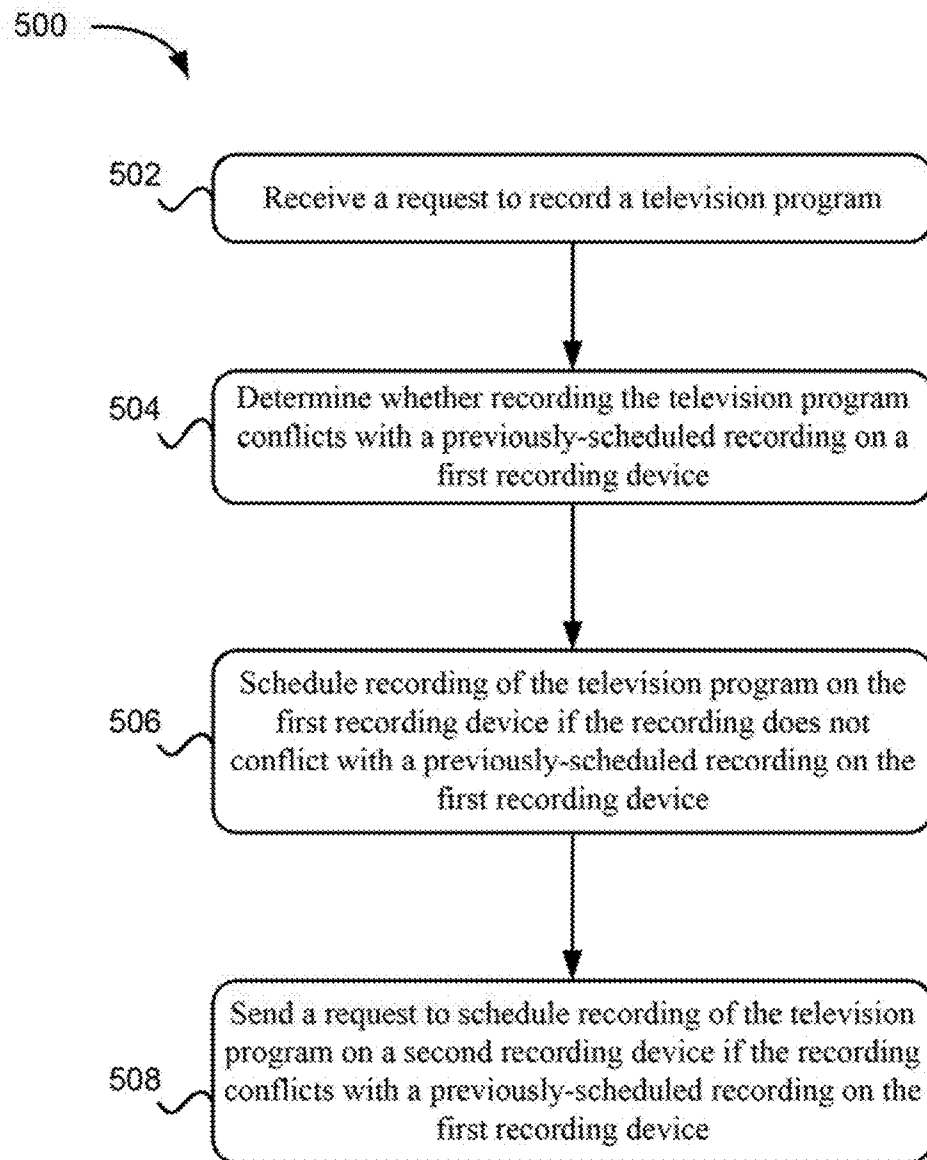 500
502
Receive a request to record a television program
504
Determine whether recording the television program
conflicts with a previously-scheduled recording on a
first recording device
506
Schedule recording of the television program on the
first recording device if the recording does not
conflict with a previously-scheduled recording on the
first recording device
508
Send a request to schedule recording of the television
program on a second recording device if the recording
conflicts with a previously-scheduled recording on the
first recording device